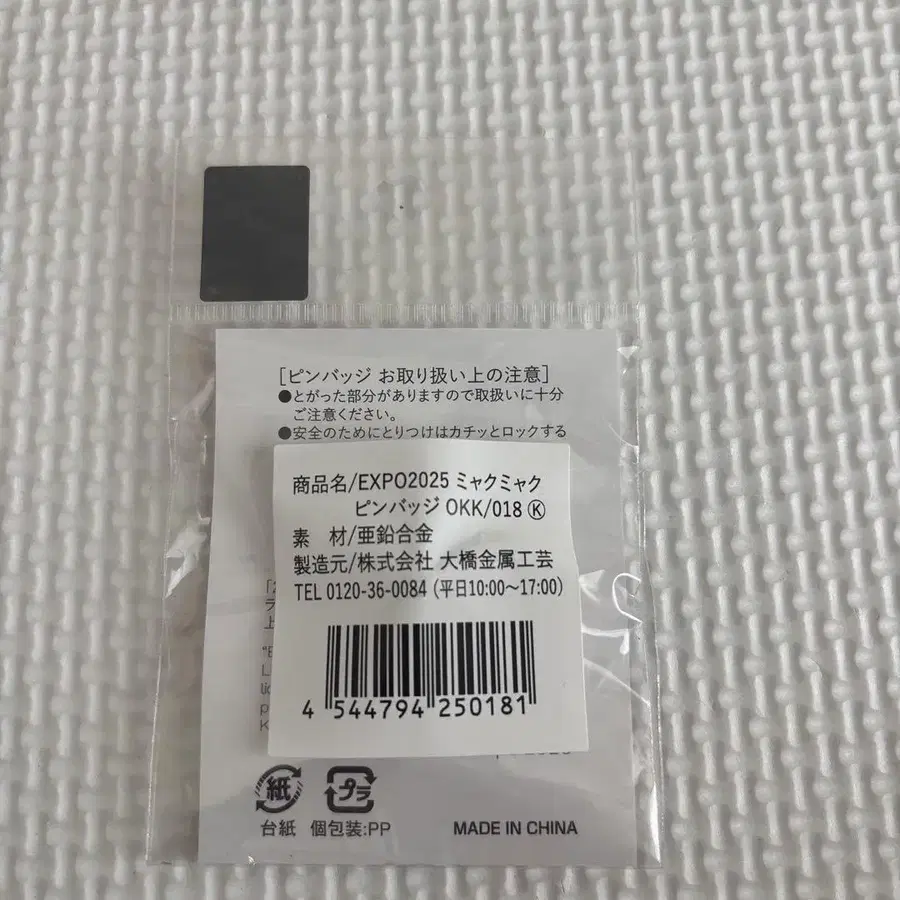 [ピンバッジ お取り扱い上の注意]
●とがった部分がありますので取扱いに十分
ご注意ください。
●安全のためにとりつけはカチッとロックする
商品名/EXPO2025 ミャクミャク
ピンバッジ OKK/018 Ⓚ
素 材/亜鉛合金
製造元/株式会社 大橋金属工芸
TEL 0120-36-0084 (平日10:00〜17:00)
4 544794 250181
紙
プラ
台紙 個包装:PP
MADE IN CHINA